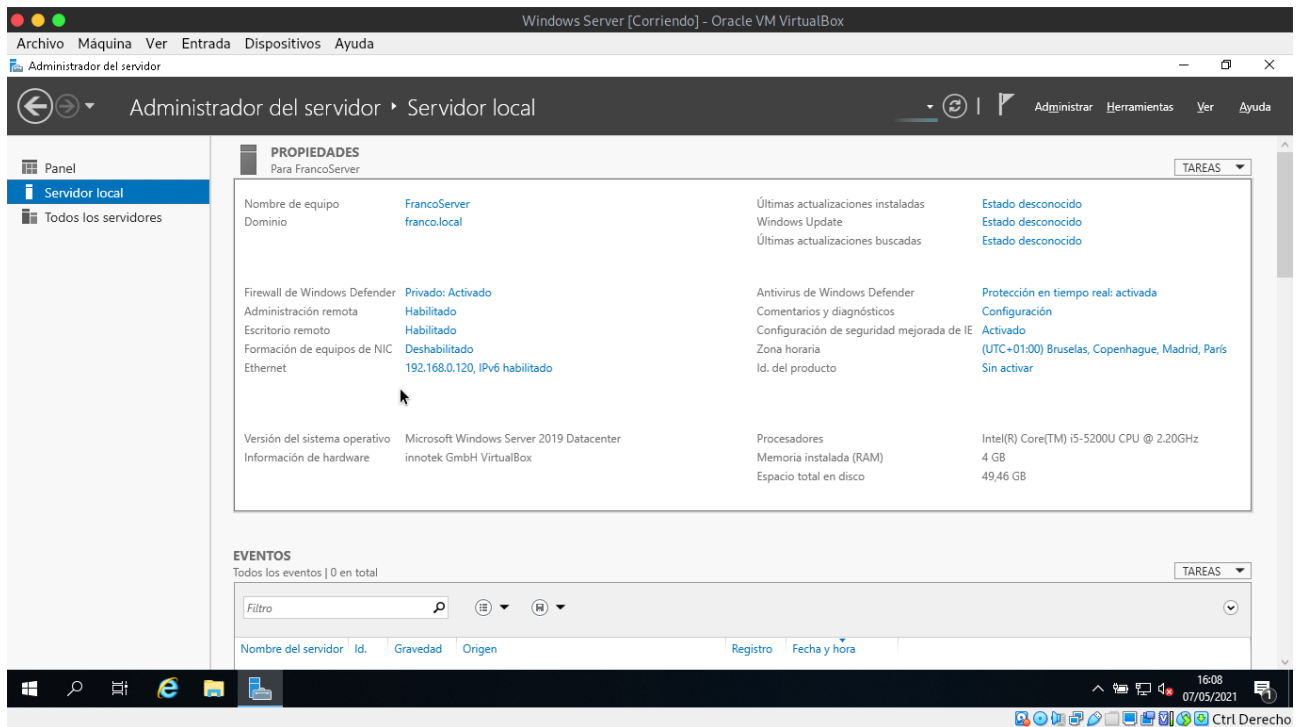 Windows Server [Corriendo] - Oracle VM VirtualBox
Archivo Máquina Ver Entrada Dispositivos Ayuda
Administrador del servidor
Administrador del servidor Servidor local
Administrar Herramientas Ver Ayuda
Panel
Servidor local
Todos los servidores
PROPIEDADES
Para FrancoServer
TAREAS
Nombre de equipo FrancoServer
Dominio franco.local
Últimas actualizaciones instaladas Estado desconocido
Windows Update Estado desconocido
Últimas actualizaciones buscadas Estado desconocido
Firewall de Windows Defender Privado: Activado
Administración remota Habilitado
Escritorio remoto Habilitado
Formación de equipos de NIC Deshabilitado
Ethernet 192.168.0.120, IPv6 habilitado
Antivirus de Windows Defender Protección en tiempo real: activada
Comentarios y diagnósticos Configuración
Configuración de seguridad mejorada de IE Activado
Zona horaria (UTC+01:00) Bruselas, Copenhague, Madrid, París
Id. del producto Sin activar
Versión del sistema operativo Microsoft Windows Server 2019 Datacenter
Información de hardware innotek GmbH VirtualBox
Procesadores Intel(R) Core(TM) i5-5200U CPU @ 2.20GHz
Memoria instalada (RAM) 4 GB
Espacio total en disco 49,46 GB
EVENTOS
Todos los eventos | 0 en total
TAREAS
Filtro
Nombre del servidor Id. Gravedad Origen Registro Fecha y hora
16:08
07/05/2021
1
Ctrl Derecho